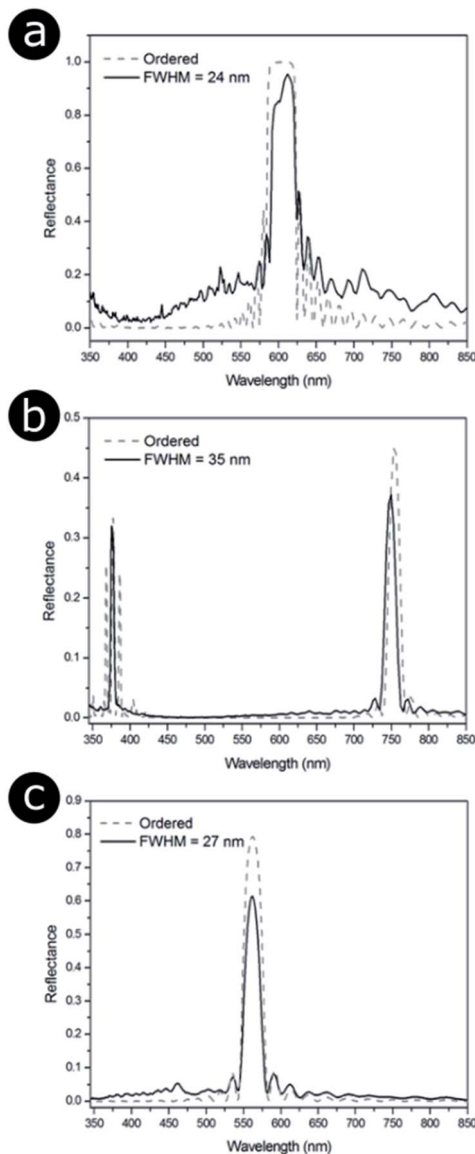 a
Ordered
FWHM = 24 nm
1.0
0.8
0.6
0.4
0.2
0.0
Reflectance
350 400 450 500 550 600 650 700 750 800 850
Wavelength (nm)
b
Ordered
FWHM = 35 nm
0.5
0.4
0.3
0.2
0.1
0.0
Reflectance
350 400 450 500 550 600 650 700 750 800 850
Wavelength (nm)
c
Ordered
FWHM = 27 nm
0.9
0.8
0.7
0.6
0.5
0.4
0.3
0.2
0.1
0.0
Reflectance
350 400 450 500 550 600 650 700 750 800 850
Wavelength (nm)